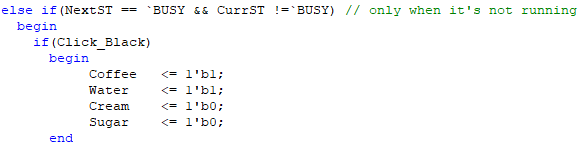 else if(NextST == `BUSY && CurrST !=`BUSY) // only when it's not running
begin
if(Click_Black)
begin
Coffee <= 1'b1;
Water <= 1'b1;
Cream <= 1'b0;
Sugar <= 1'b0;
end